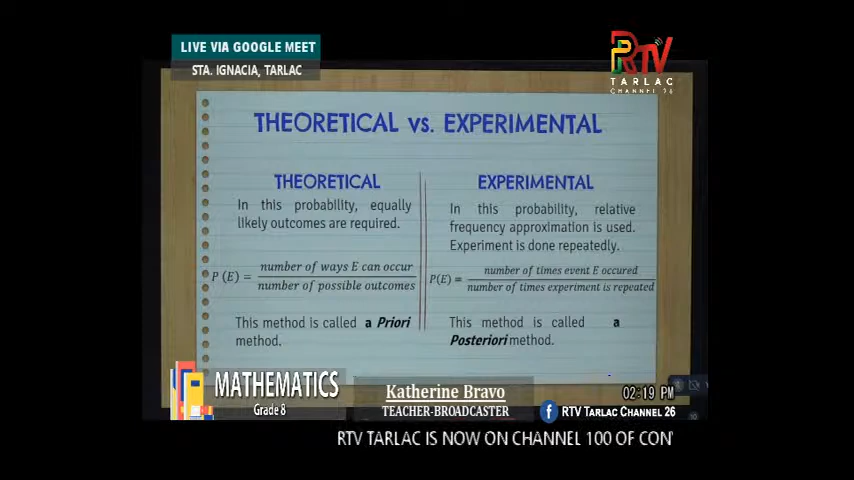 LIVE VIA GOOGLE MEET
STA. IGNACIA, TARLAC
RTV
TARLAC
CHANNEL 26
THEORETICAL vs. EXPERIMENTAL
THEORETICAL
In this probability, equally
likely outcomes are required.
P (E) = number of ways E can occur
number of possible outcomes
This method is called a Priori
method.
EXPERIMENTAL
In this probability, relative
frequency approximation is used.
Experiment is done repeatedly.
P(E) = number of times event E occured
number of times experiment is repeated
This method is called a
Posteriori method.
MATHEMATICS
Grade 8
Katherine Bravo
TEACHER-BROADCASTER
02:19 PM
RTV TARLAC CHANNEL 26
RTV TARLAC IS NOW ON CHANNEL 100 OF CON